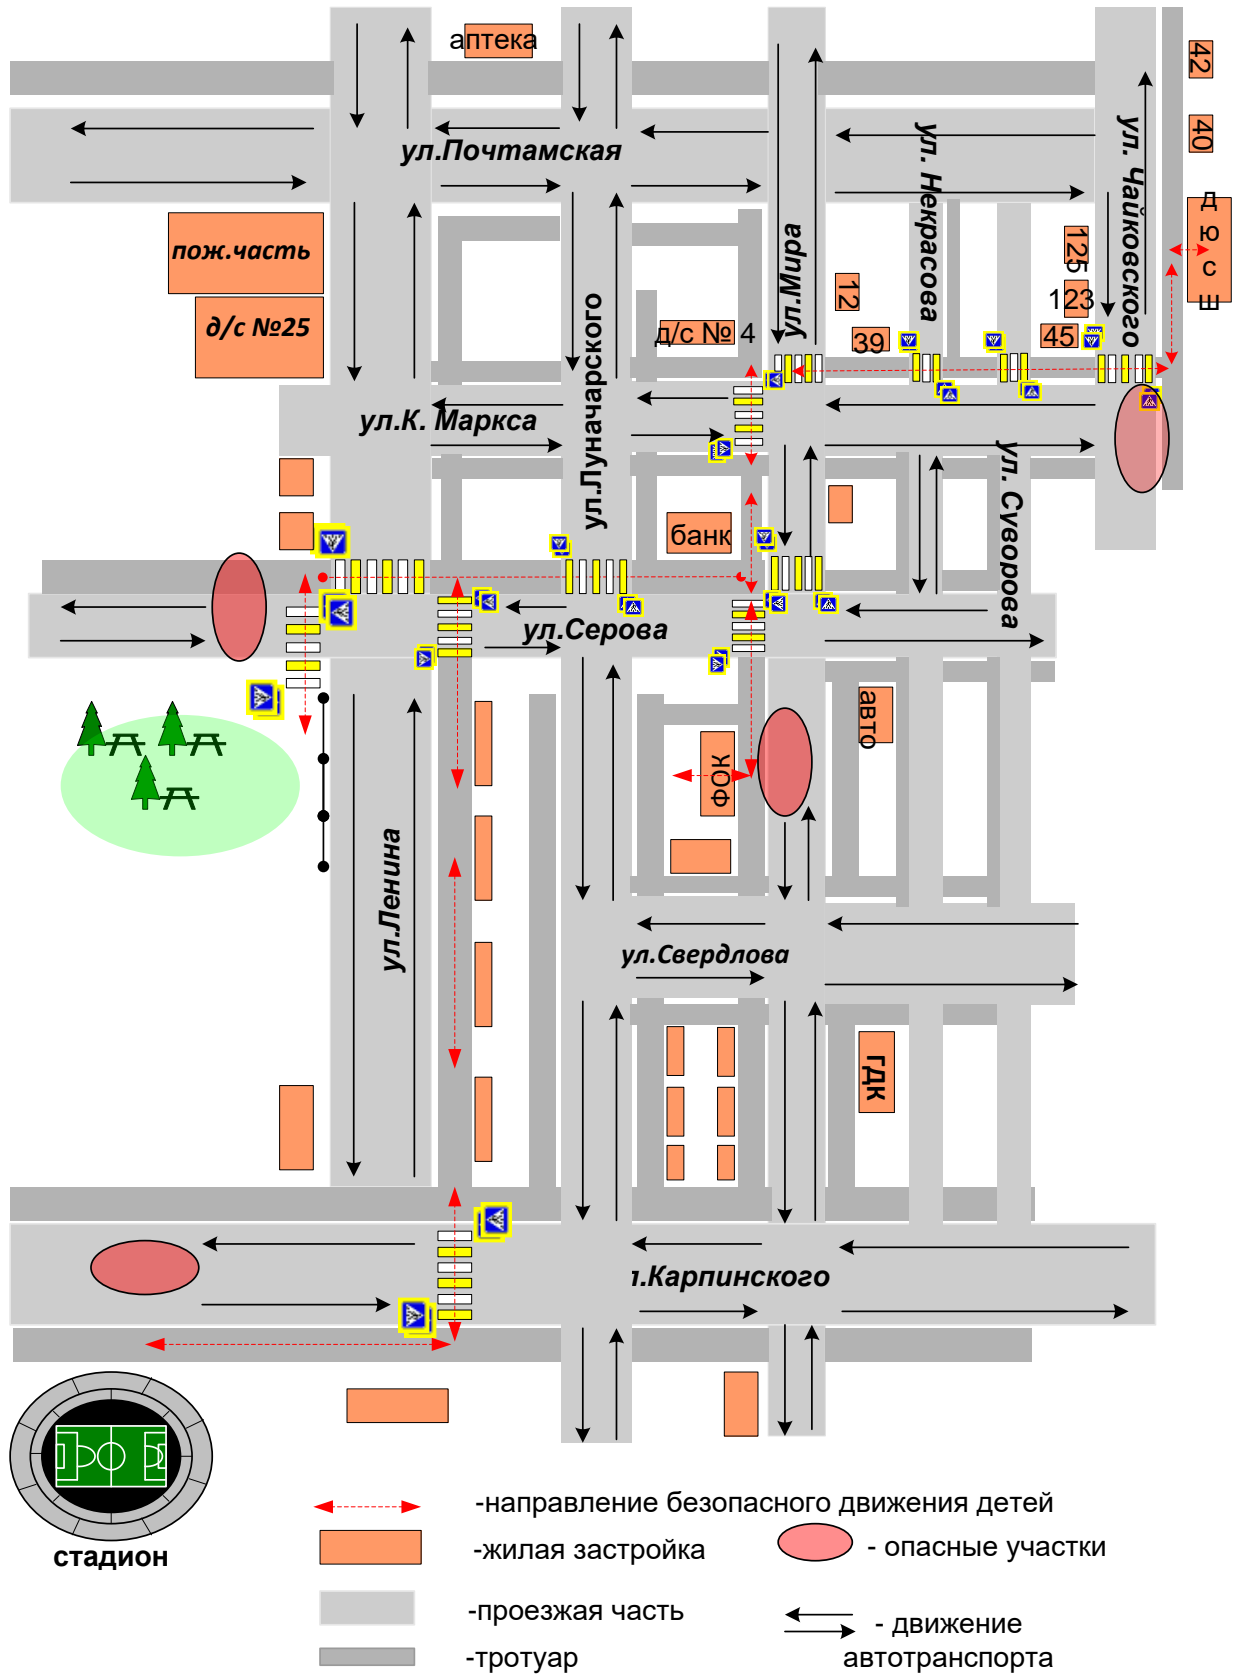 аптека
42
ул.Почтамская
ул. Некрасова
ул. Чайковского
40
ДЮСШ
пож.часть
ул.Мира
125
12
123
д/с №25
ул.Луначарского
д/с № 4
39
45
ул.К. Маркса
ул. Суворова
банк
ул.Серова
авто
ФОК
ул.Ленина
ул.Свердлова
ГДК
л.Карпинского
стадион
-направление безопасного движения детей
-жилая застройка
- опасные участки
-проезжая часть
- движение
автотранспорта
-тротуар